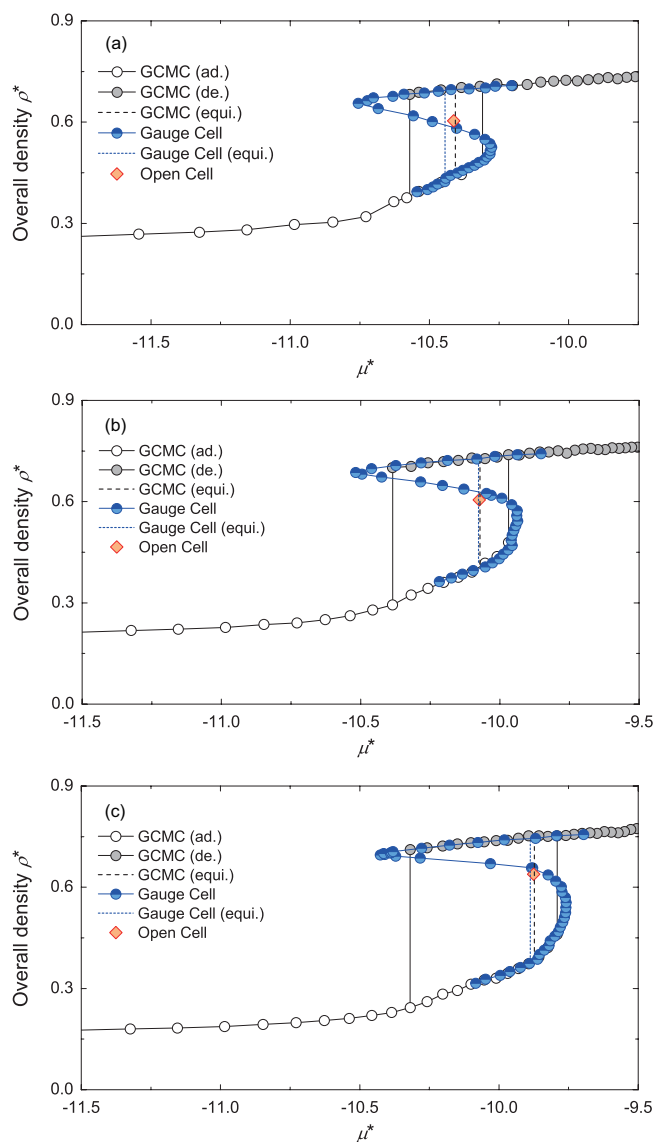 (a)
GCMC (ad.)
GCMC (de.)
GCMC (equi.)
Gauge Cell
Gauge Cell (equi.)
Open Cell
Overall density ρ*
0.9
0.6
0.3
0.0
-11.5 -11.0 -10.5 -10.0
μ*
(b)
GCMC (ad.)
GCMC (de.)
GCMC (equi.)
Gauge Cell
Gauge Cell (equi.)
Open Cell
Overall density ρ*
0.9
0.6
0.3
0.0
-11.5 -11.0 -10.5 -10.0 -9.5
μ*
(c)
GCMC (ad.)
GCMC (de.)
GCMC (equi.)
Gauge Cell
Gauge Cell (equi.)
Open Cell
Overall density ρ*
0.9
0.6
0.3
0.0
-11.5 -11.0 -10.5 -10.0 -9.5
μ*